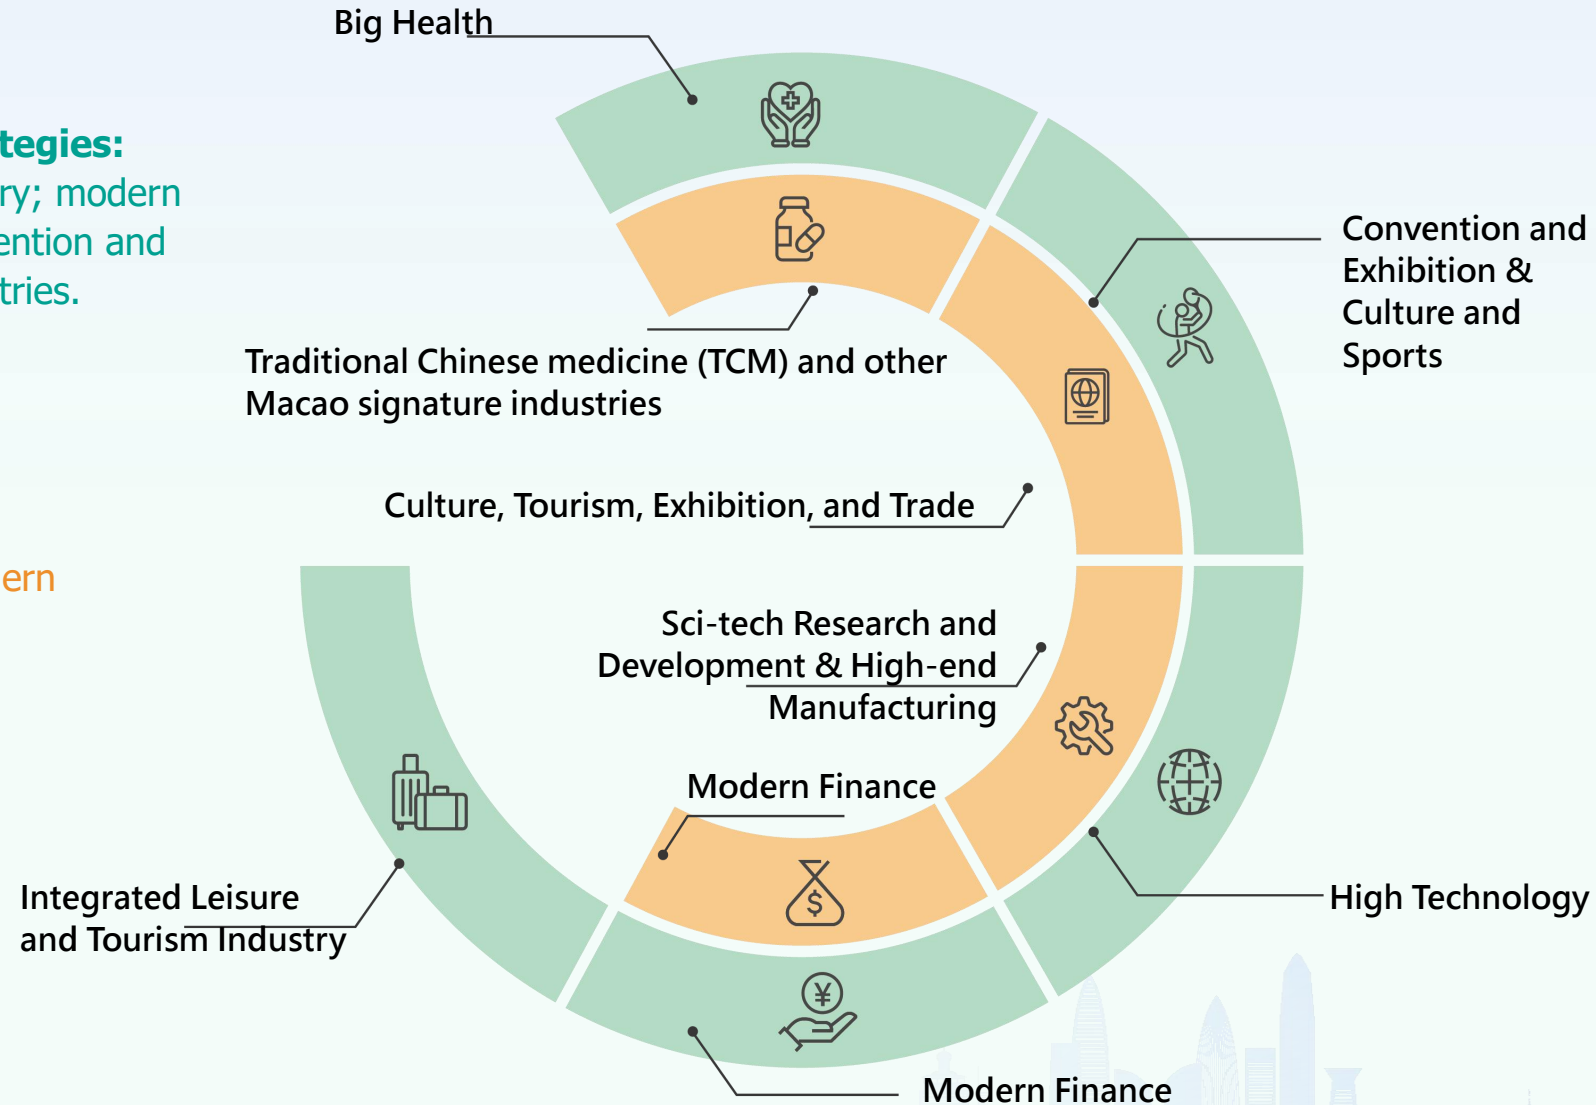 Big Health
tegies:
ry; modern
ention and
tries.
Convention and
Exhibition &
Culture and
Sports
Traditional Chinese medicine (TCM) and other
Macao signature industries
Culture, Tourism, Exhibition, and Trade
ern
Sci-tech Research and
Development & High-end
Manufacturing
Modern Finance
Integrated Leisure
and Tourism Industry
High Technology
$
¥
Modern Finance